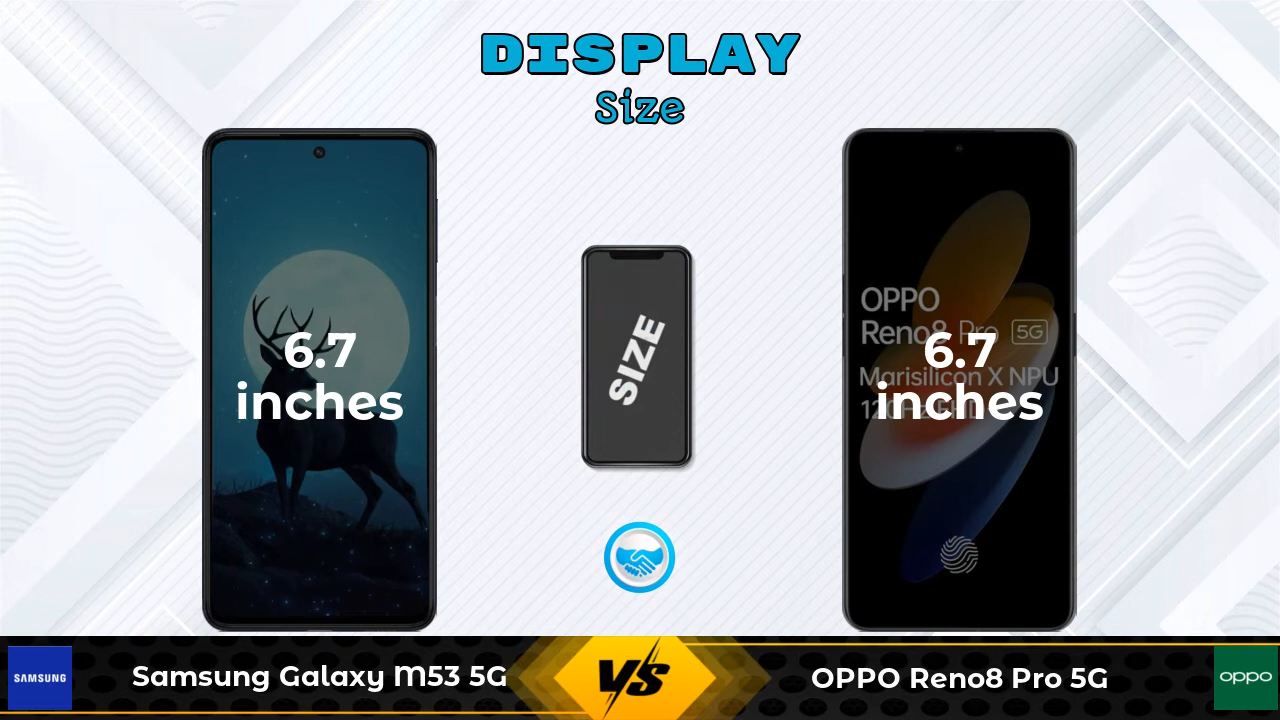 DISPLAY
Size
6.7
inches
SIZE
OPPO
Reno8 Pro 5G
6.7
Marisilicon X NPU
inches
SAMSUNG
Samsung Galaxy M53 5G
VS
OPPO Reno8 Pro 5G
oppo